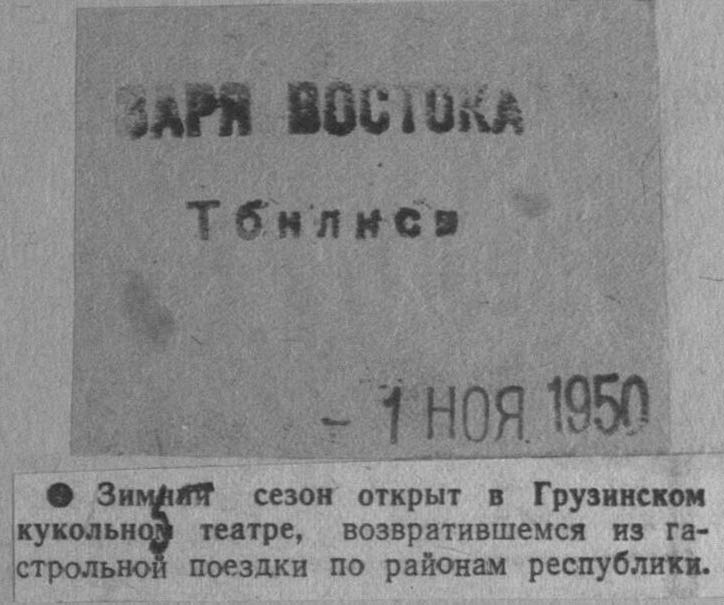 ЗАРЯ ВОСТОКА
Тбилиси
- 1 НОЯ 1950
● Зимний сезон открыт в Грузинском
кукольном театре, возвратившемся из га-
строльной поездки по районам республики.